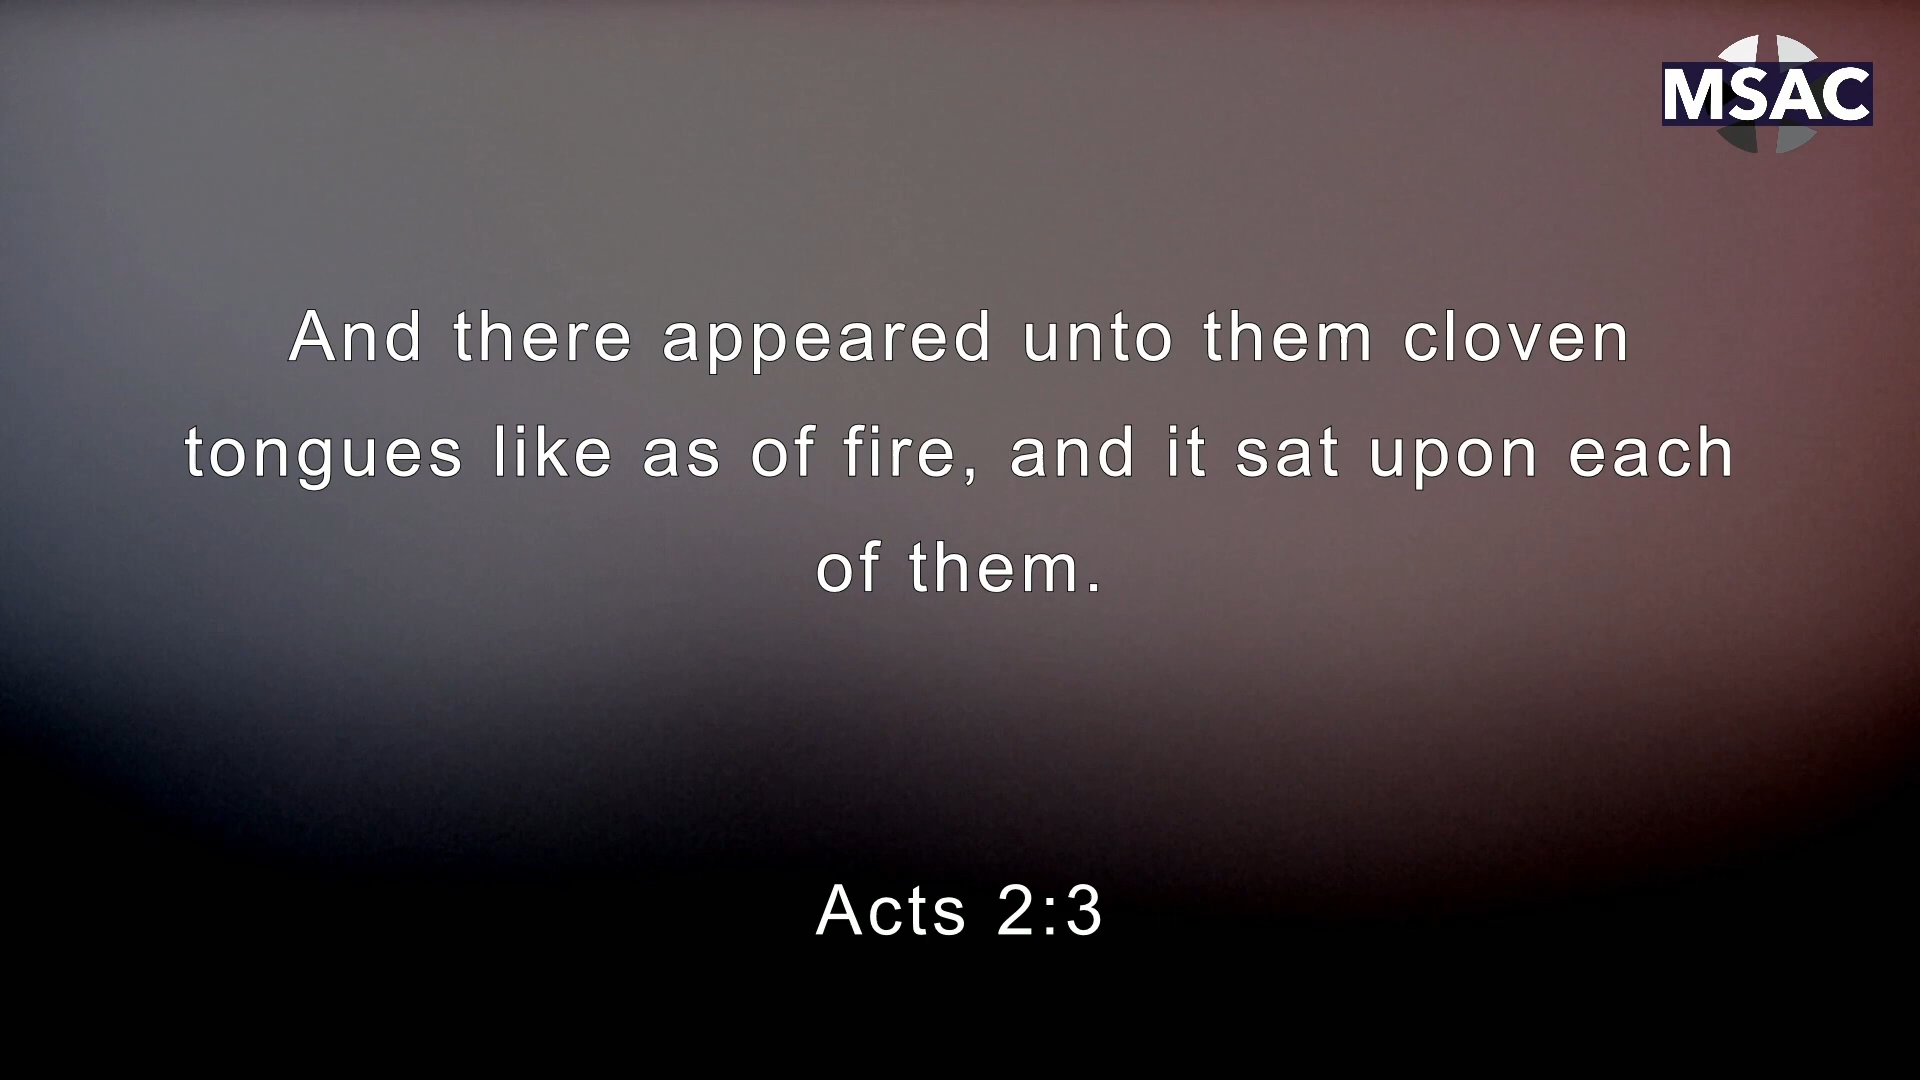 MSAC
And there appeared unto them cloven
tongues like as of fire, and it sat upon each
of them.
Acts 2:3